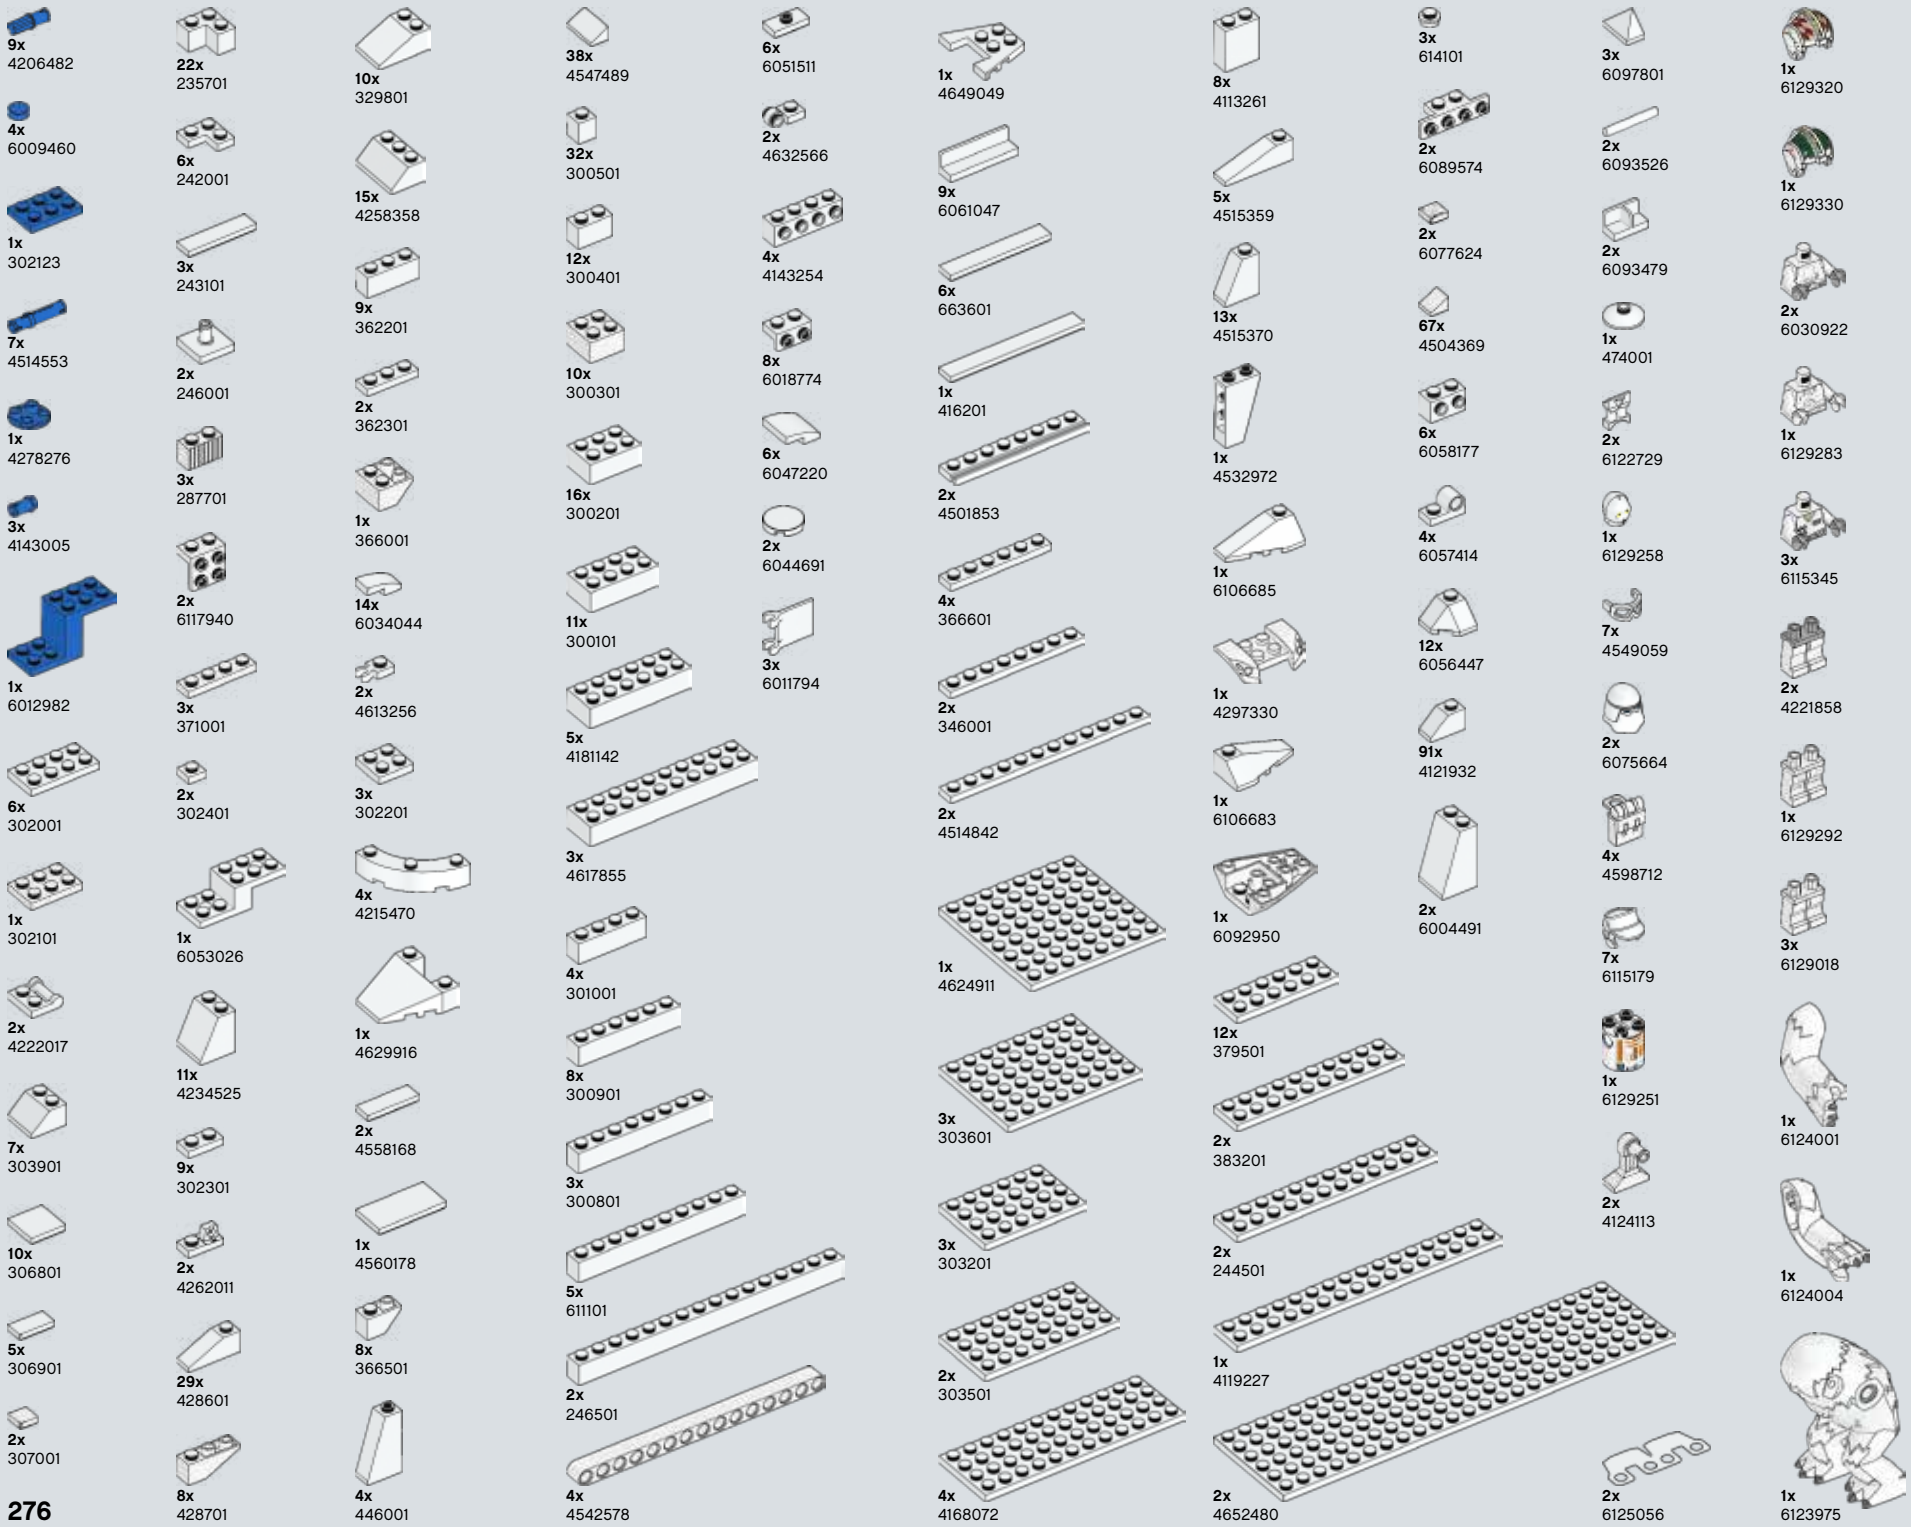 9x
4206482
4x
6009460
1x
302123
7x
4514553
1x
4278276
3x
4143005
1x
6012982
6x
302001
1x
302101
2x
4222017
7x
303901
10x
306801
5x
306901
2x
307001
276
22x
235701
6x
242001
3x
243101
2x
246001
3x
287701
2x
6117940
3x
371001
2x
302401
1x
6053026
11x
4234525
9x
302301
2x
4262011
29x
428601
8x
428701
10x
329801
15x
4258358
9x
362201
2x
362301
1x
366001
14x
6034044
2x
4613256
3x
302201
4x
4215470
1x
4629916
2x
4558168
1x
4560178
8x
366501
4x
446001
38x
4547489
32x
300501
12x
300401
10x
300301
16x
300201
11x
300101
5x
4181142
3x
4617855
4x
301001
8x
300901
3x
300801
5x
611101
2x
246501
4x
4542578
6x
6051511
2x
4632566
4x
4143254
8x
6018774
6x
6047220
2x
6044691
3x
6011794
1x
4649049
9x
6061047
6x
663601
1x
416201
2x
4501853
4x
366601
2x
346001
2x
4514842
1x
4624911
3x
303601
3x
303201
2x
303501
4x
4168072
8x
4113261
5x
4515359
13x
4515370
1x
4532972
1x
6106685
1x
4297330
1x
6106683
1x
6092950
12x
379501
2x
383201
2x
244501
1x
4119227
2x
4652480
3x
614101
2x
6089574
2x
6077624
67x
4504369
6x
6058177
4x
6057414
12x
6056447
91x
4121932
2x
6004491
3x
6097801
2x
6093526
2x
6093479
1x
474001
2x
6122729
1x
6129258
7x
4549059
2x
6075664
4x
4598712
7x
6115179
1x
6129251
2x
4124113
2x
6125056
1x
6129320
1x
6129330
2x
6030922
1x
6129283
3x
6115345
2x
4221858
1x
6129292
3x
6129018
1x
6124001
1x
6124004
1x
6123975